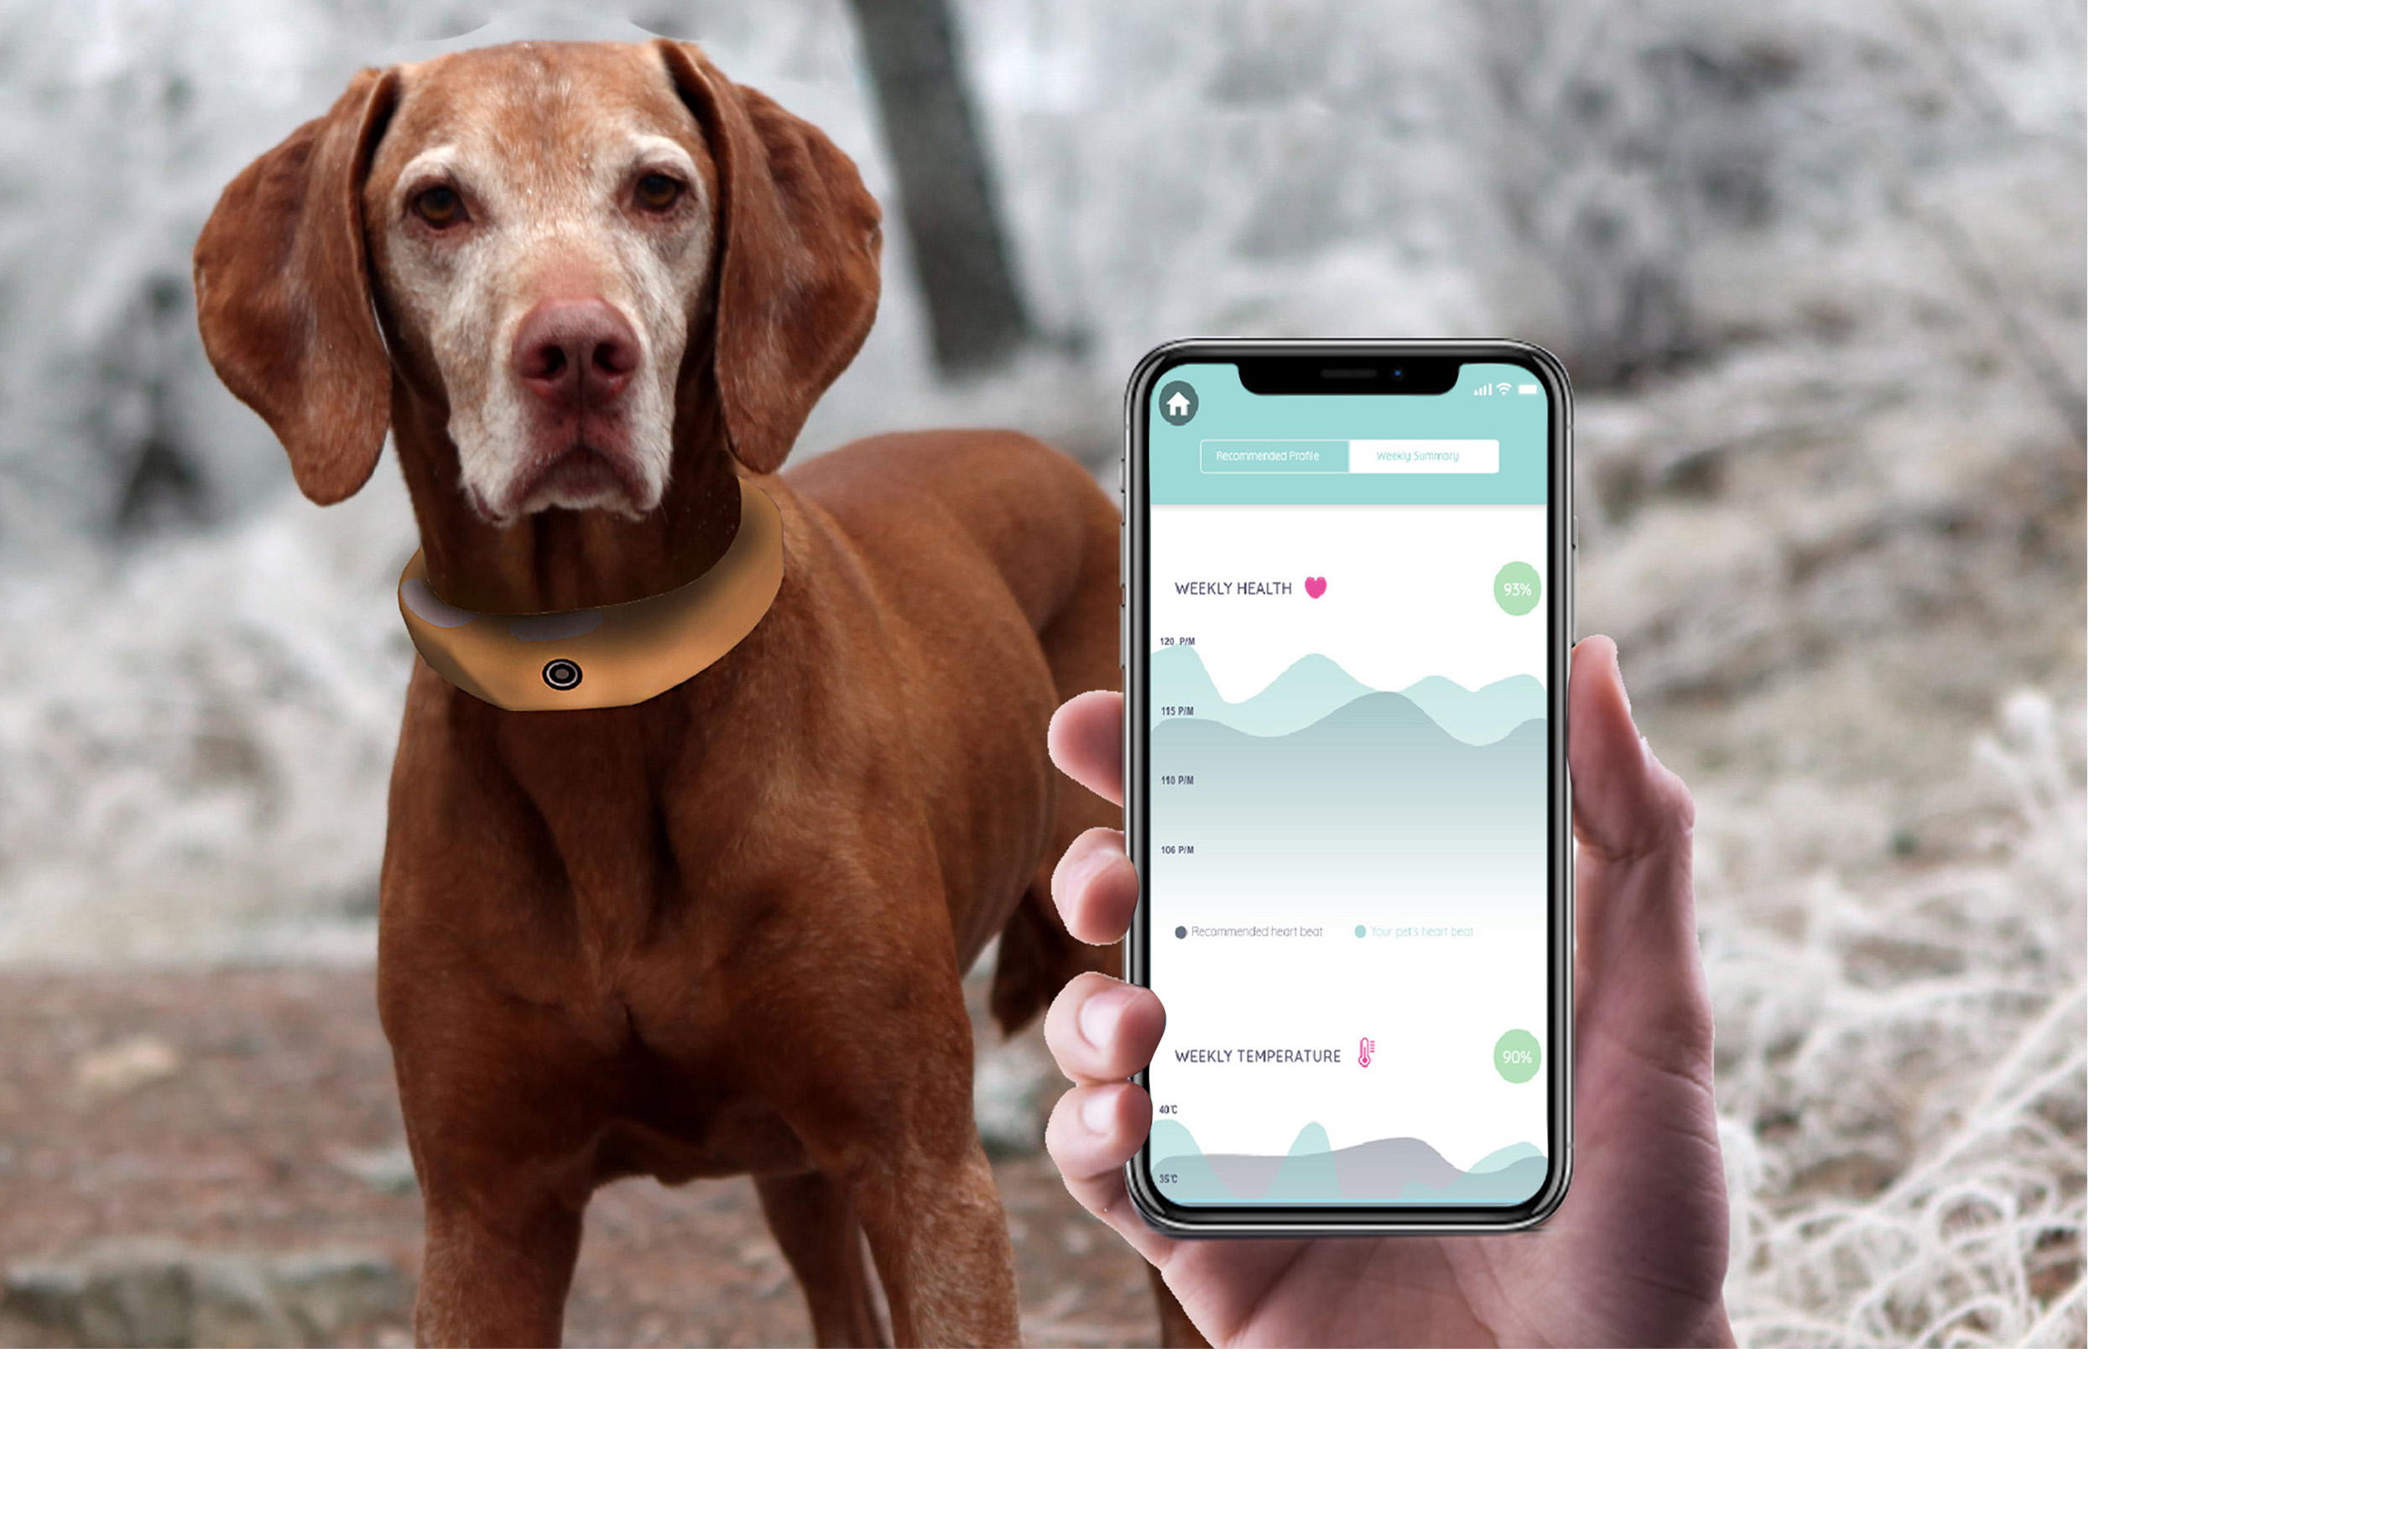 Recommended Profile
Weekly Summary
WEEKLY HEALTH
93%
120 P/M
115 P/M
110 P/M
106 P/M
Recommended heart beat
Your pet's heart beat
WEEKLY TEMPERATURE
90%
40°C
35°C